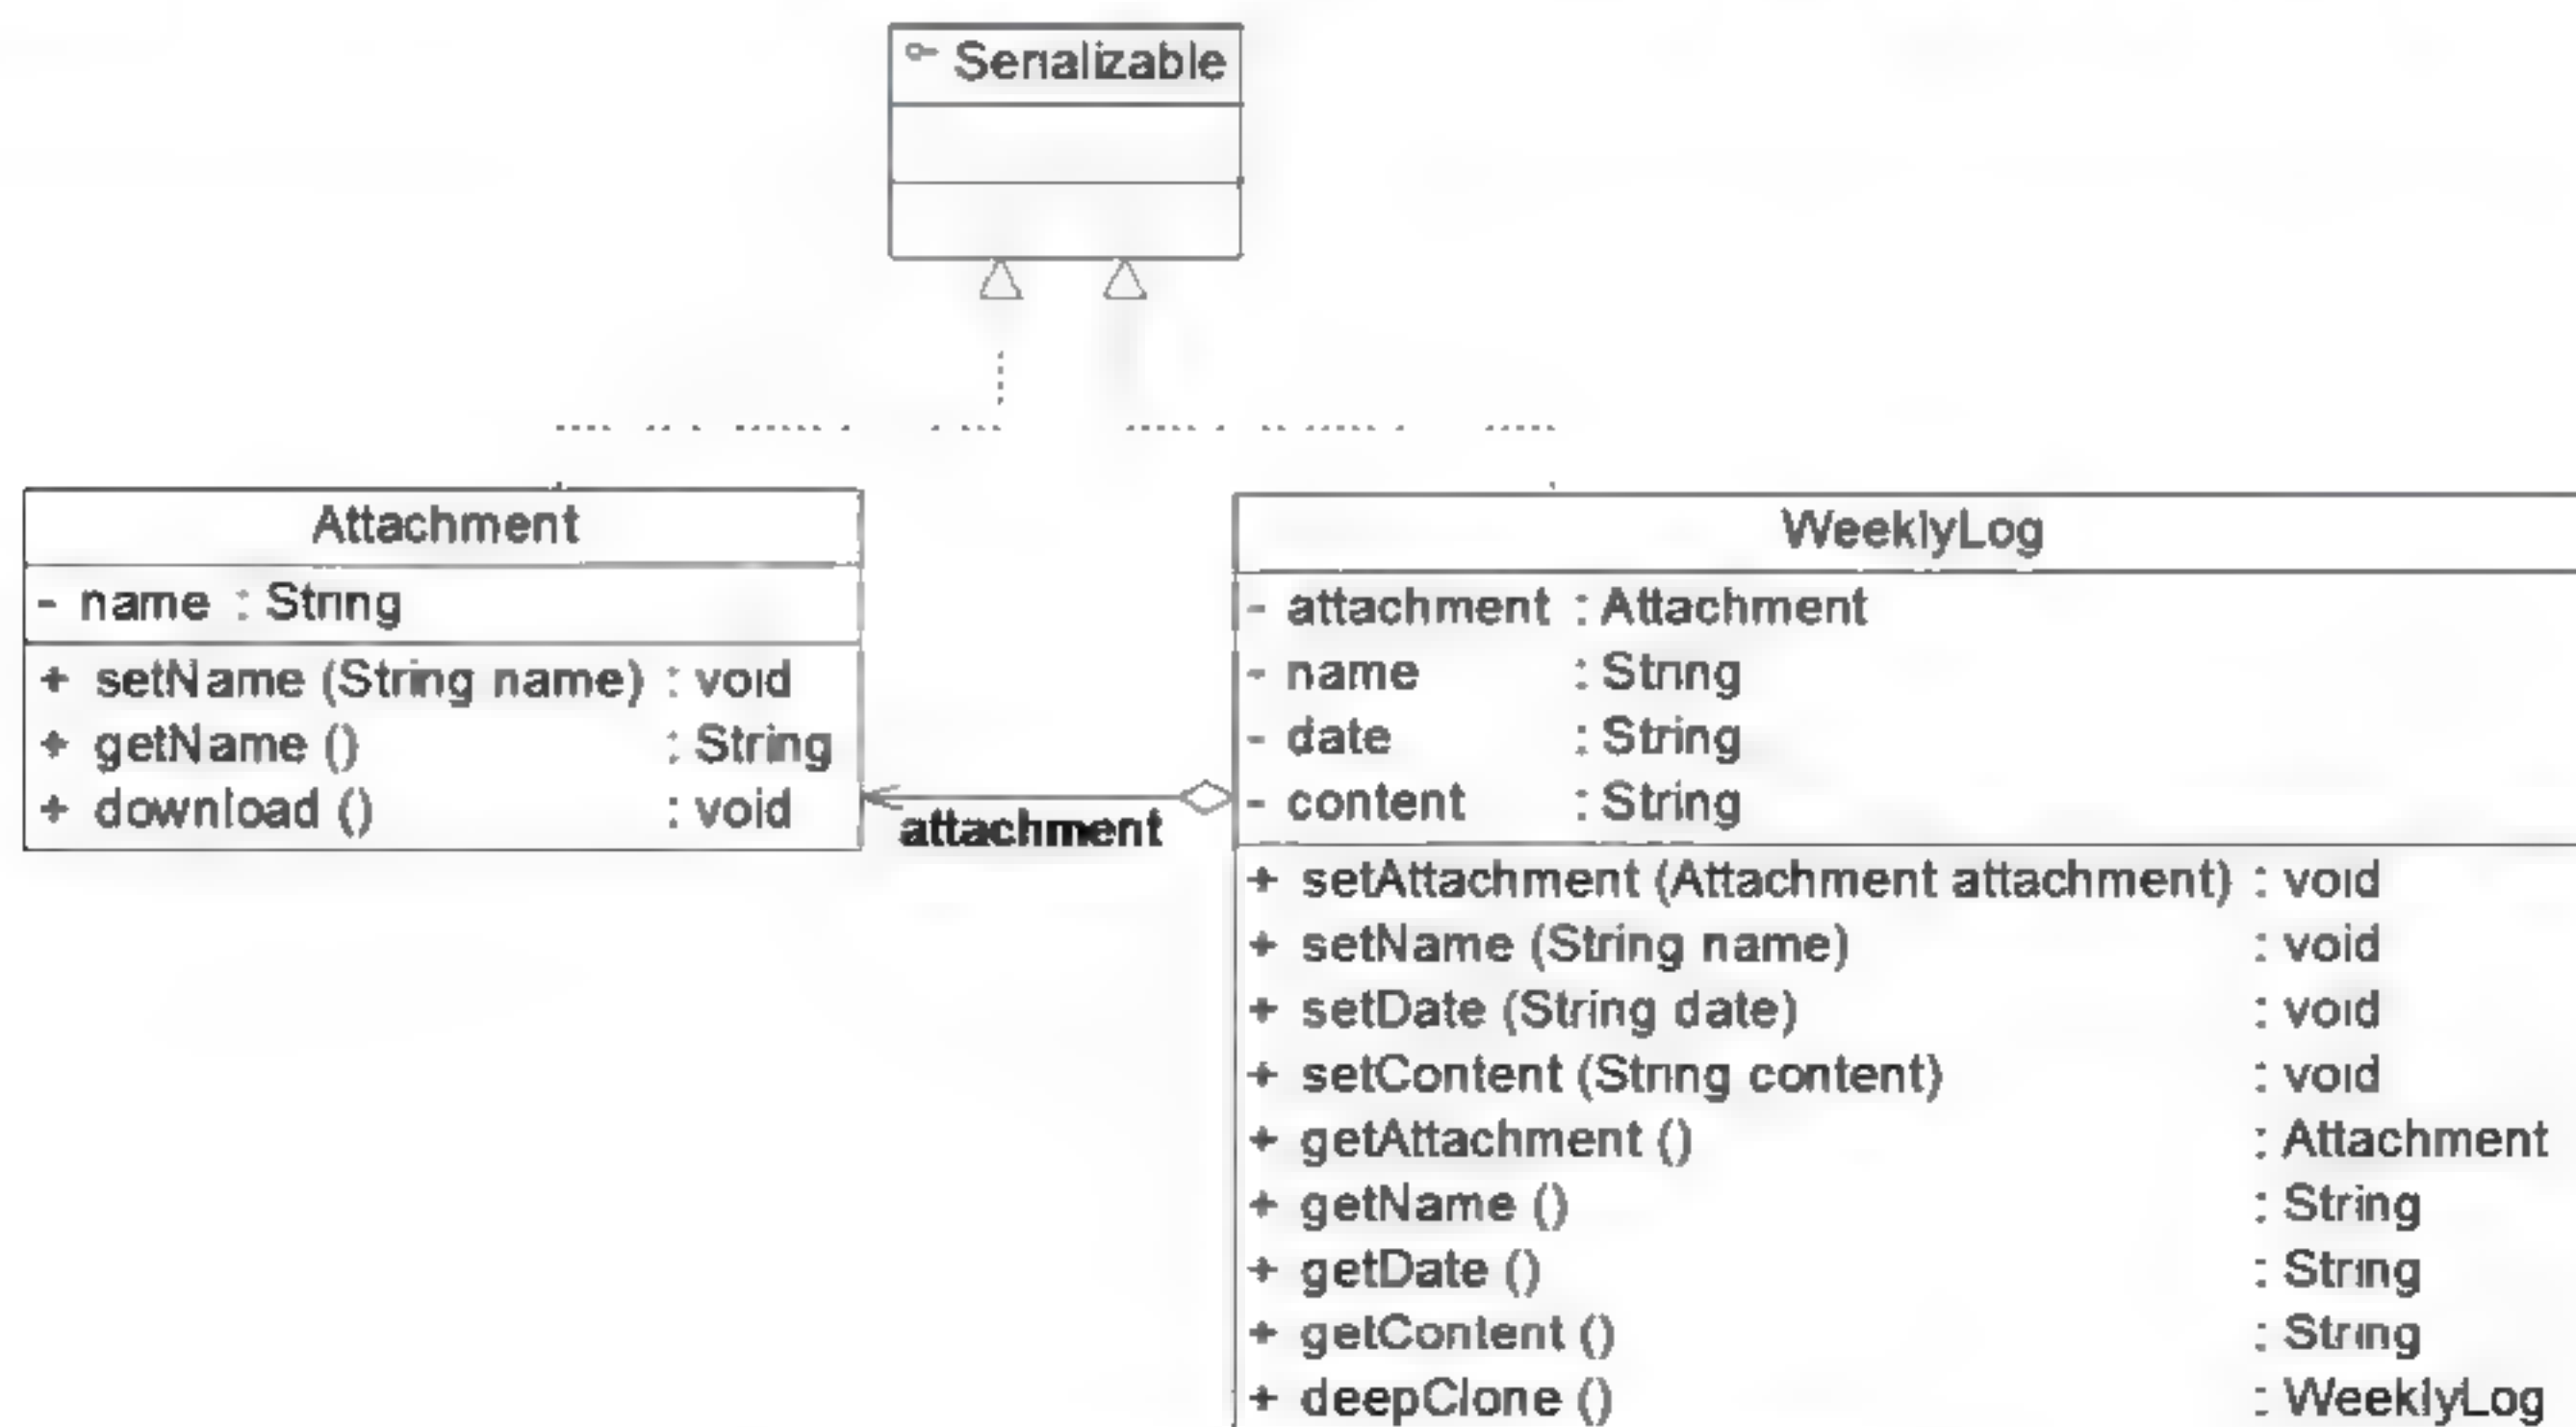 Serializable
Attachment
- name : String
+ setName (String name) : void
+ getName () : String
+ download () : void
attachment
WeeklyLog
- attachment : Attachment
- name : String
- date : String
- content : String
+ setAttachment (Attachment attachment) : void
+ setName (String name) : void
+ setDate (String date) : void
+ setContent (String content) : void
+ getAttachment () : Attachment
+ getName () : String
+ getDate () : String
+ getContent () : String
+ deepClone () : WeeklyLog